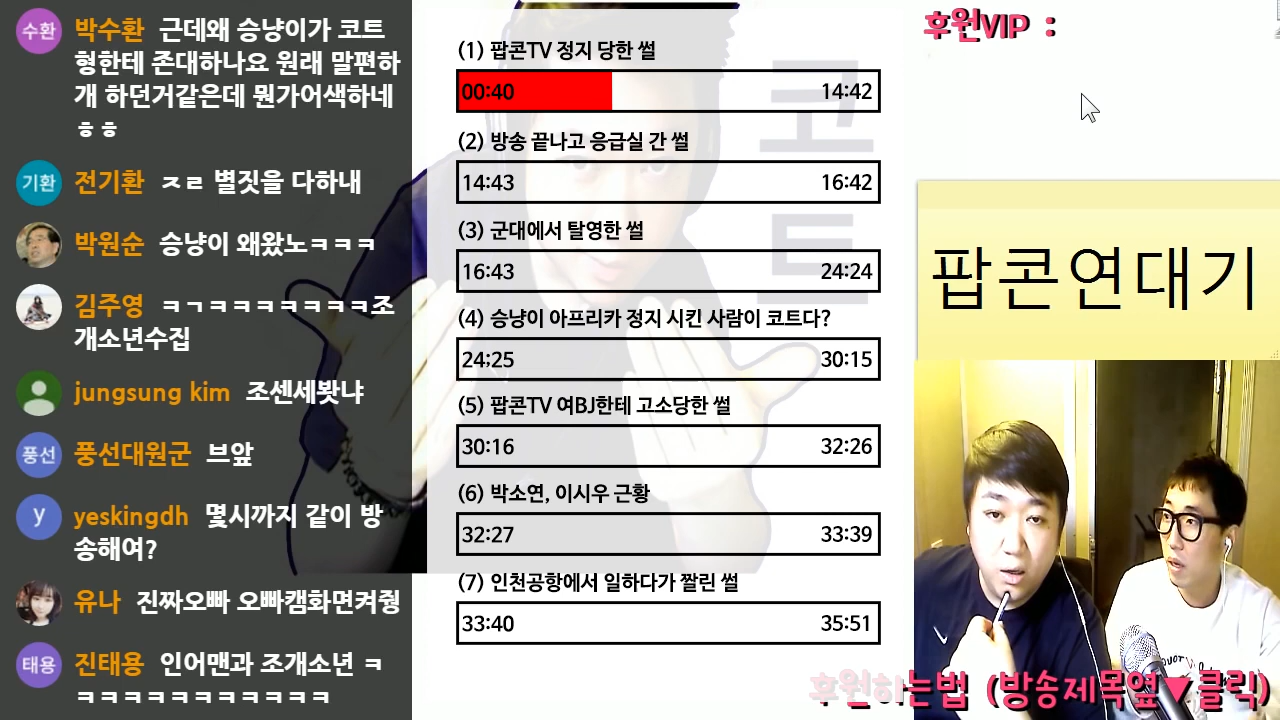 수환 박수환 근데왜 승냥이가 코트
형한테 존대하나요 원래 말편하
개 하던거같은데 뭔가어색하네
ㅎㅎ
기환 전기환 ㅈㄹ 별짓을 다하내
박원순 승냥이 왜왔노ㅋㅋㅋ
김주영 ㅋㄱㅋㅋㅋㅋㅋㅋㅋ조
개소년수집
jungsung kim 조센세봣냐
풍선 풍선대원군 브앞
y yeskingdh 몇시까지 같이 방
송해여?
유나 진짜오빠 오빠캠화면켜줭
태용 진태용 인어맨과 조개소년 ㅋ
ㅋㅋㅋㅋㅋㅋㅋㅋㅋㅋㅋ
(1) 팝콘TV 정지 당한 썰
00:40 14:42
(2) 방송 끝나고 응급실 간 썰
14:43 16:42
(3) 군대에서 탈영한 썰
16:43 24:24
(4) 승냥이 아프리카 정지 시킨 사람이 코트다?
24;25 30:15
(5) 팝콘TV 여BJ한테 고소당한 썰
30:16 32:26
(6) 박소연, 이시우 근황
32:27 33:39
(7) 인천공항에서 일하다가 짤린 썰
33:40 35:51
코
트
후원VIP :
팝콘연대기
후원하는법 (방송제목옆▼클릭)